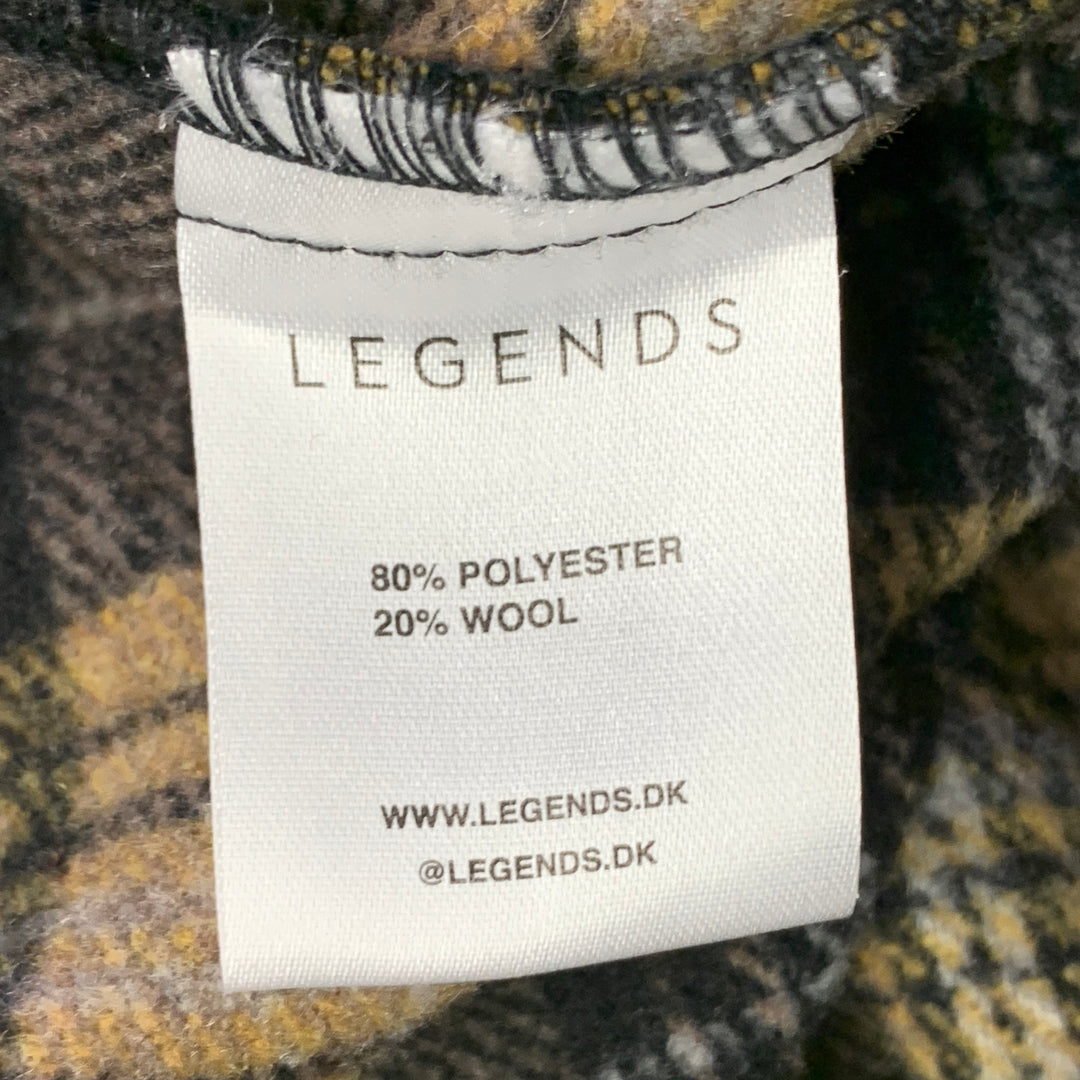 LEGENDS
80% POLYESTER
20% WOOL
WWW.LEGENDS.DK
@LEGENDS.DK